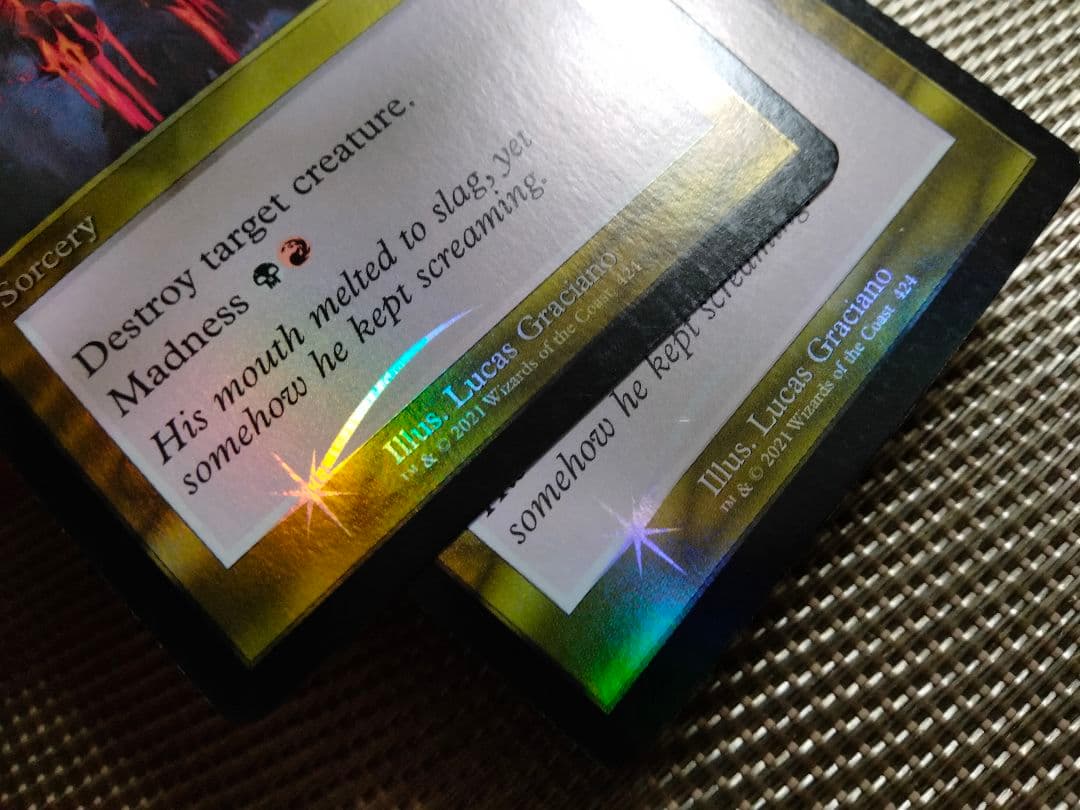 Sorcery
Destroy target creature.
Madness
His mouth melted to slag, yet
somehow he kept screaming.
Illus. Lucas Graciano
™ & © 2021 Wizards of the Coast 424
somehow he kept screaming
Illus. Lucas Graciano
™ & © 2021 Wizards of the Coast 424